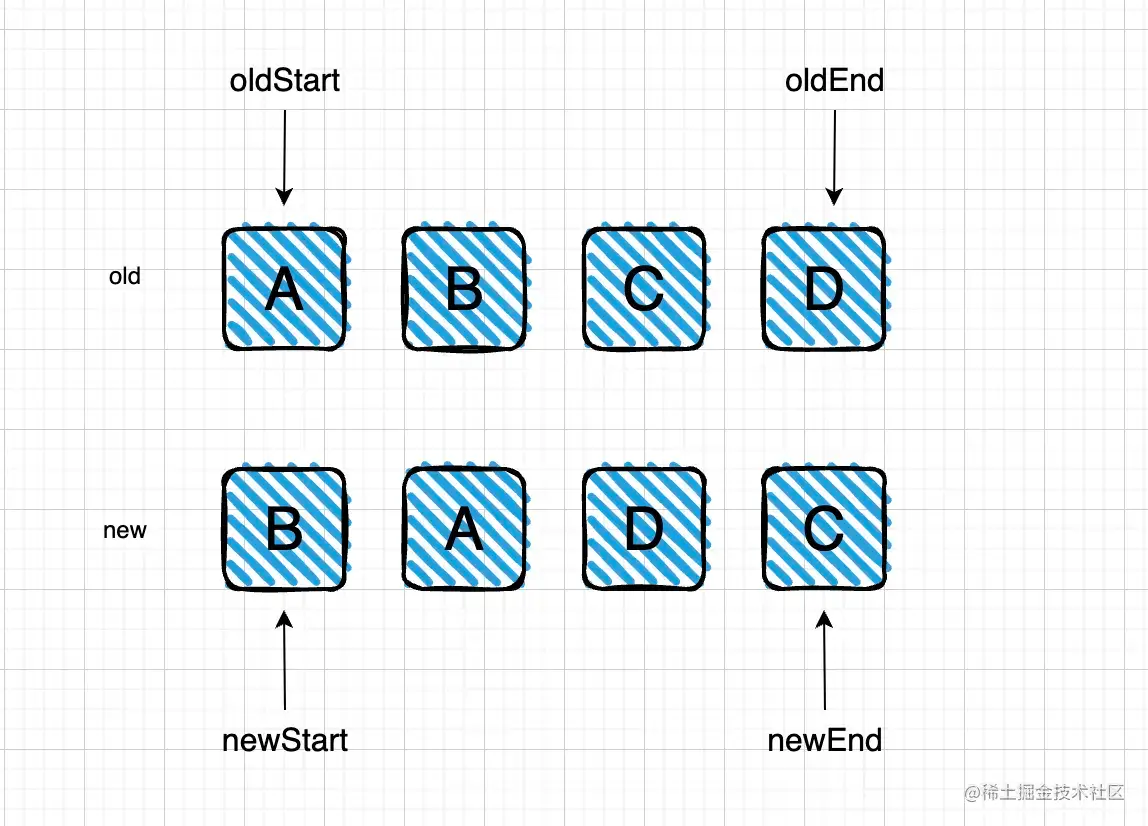 oldStart oldEnd
old A B C D
new B A D C
newStart newEnd
@稀土掘金技术社区